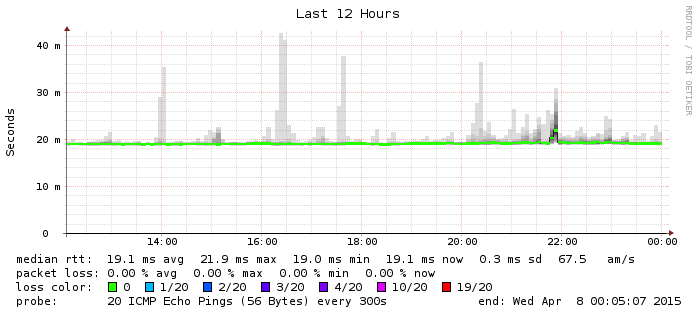 Last 12 Hours
RRDTOOL / TOBI OETIKER
Seconds
40 m
30 m
20 m
10 m
0
14:00 16:00 18:00 20:00 22:00 00:00
median rtt: 19.1 ms avg 21.9 ms max 19.0 ms min 19.1 ms now 0.3 ms sd 67.5 am/s
packet loss: 0.00 % avg 0.00 % max 0.00 % min 0.00 % now
loss color: 0 1/20 2/20 3/20 4/20 10/20 19/20
probe: 20 ICMP Echo Pings (56 Bytes) every 300s end: Wed Apr 8 00:05:07 2015